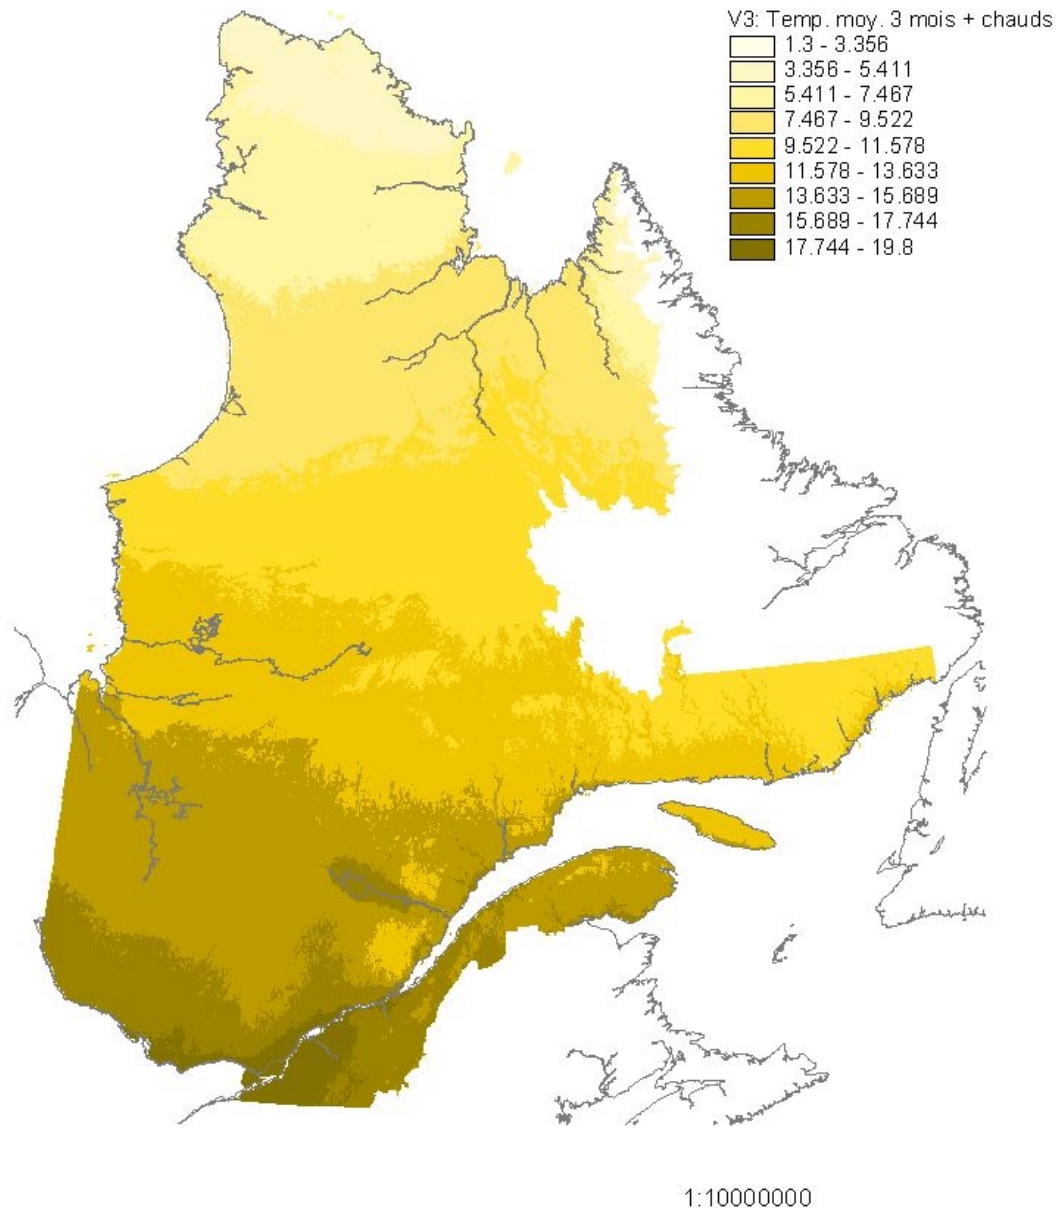 V3: Temp. moy. 3 mois + chauds
1.3 - 3.356
3.356 - 5.411
5.411 - 7.467
7.467 - 9.522
9.522 - 11.578
11.578 - 13.633
13.633 - 15.689
15.689 - 17.744
17.744 - 19.8
1:10000000